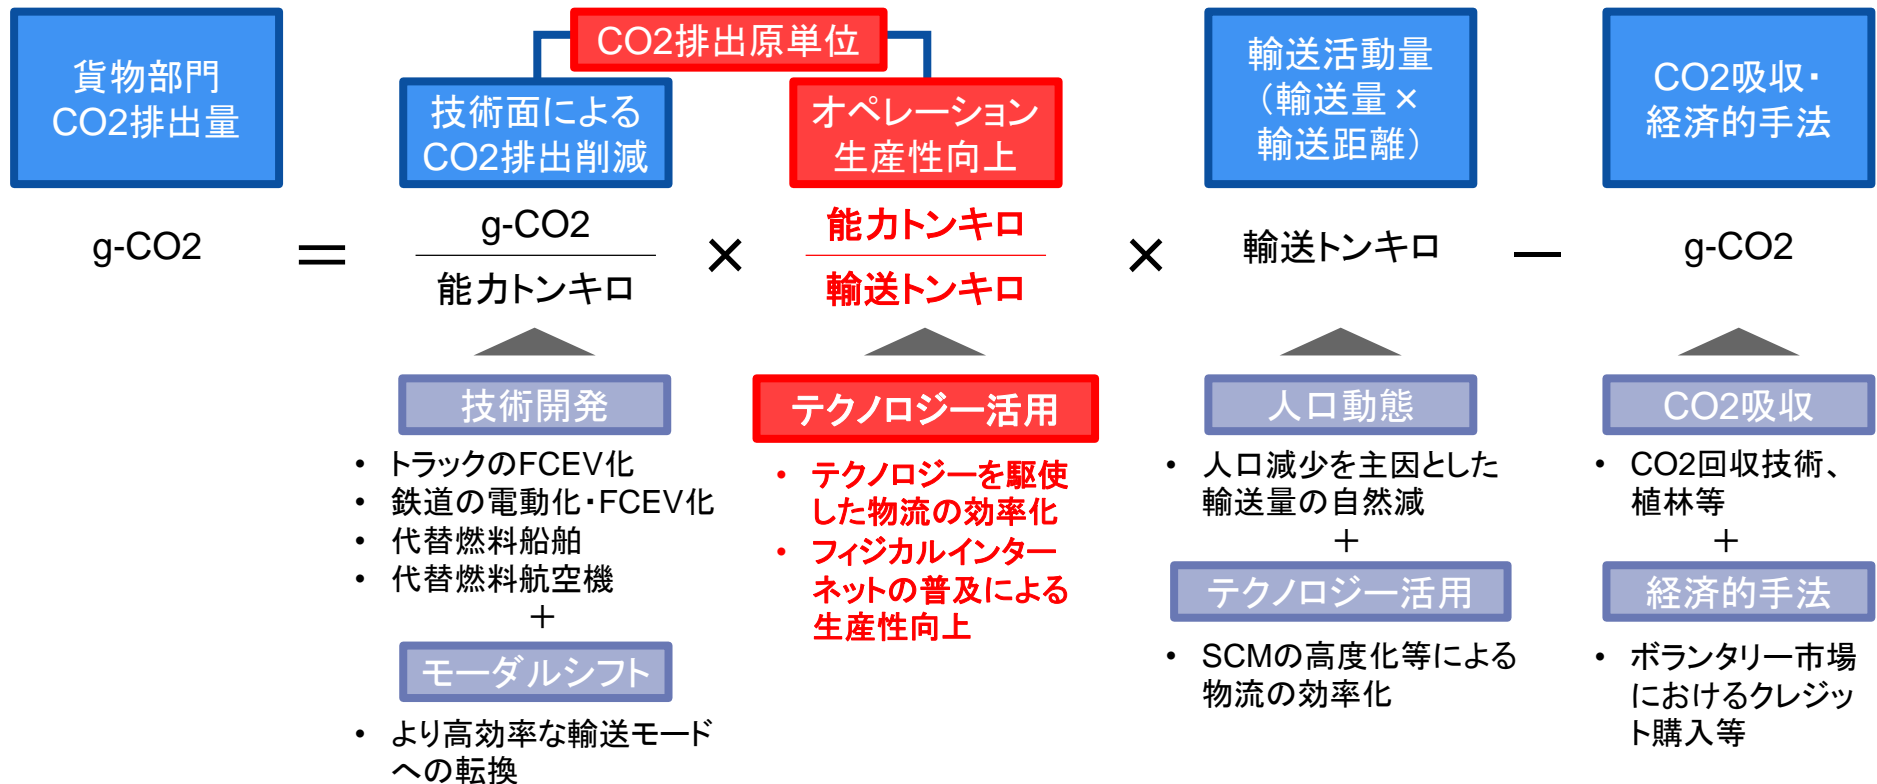 貨物部門
CO2排出量
CO2排出原単位
技術面による
CO2排出削減
オペレーション
生産性向上
輸送活動量
（輸送量×
輸送距離）
CO2吸収・
経済的手法
g-CO2
＝
g-CO2
能力トンキロ
×
能力トンキロ
輸送トンキロ
×
輸送トンキロ
－
g-CO2
技術開発
• トラックのFCEV化
• 鉄道の電動化・FCEV化
• 代替燃料船舶
• 代替燃料航空機
＋
モーダルシフト
• より高効率な輸送モード
への転換
テクノロジー活用
• テクノロジーを駆使
した物流の効率化
• フィジカルインター
ネットの普及による
生産性向上
人口動態
• 人口減少を主因とした
輸送量の自然減
＋
テクノロジー活用
• SCMの高度化等による
物流の効率化
CO2吸収
• CO2回収技術、
植林等
＋
経済的手法
• ボランタリー市場
におけるクレジッ
ト購入等